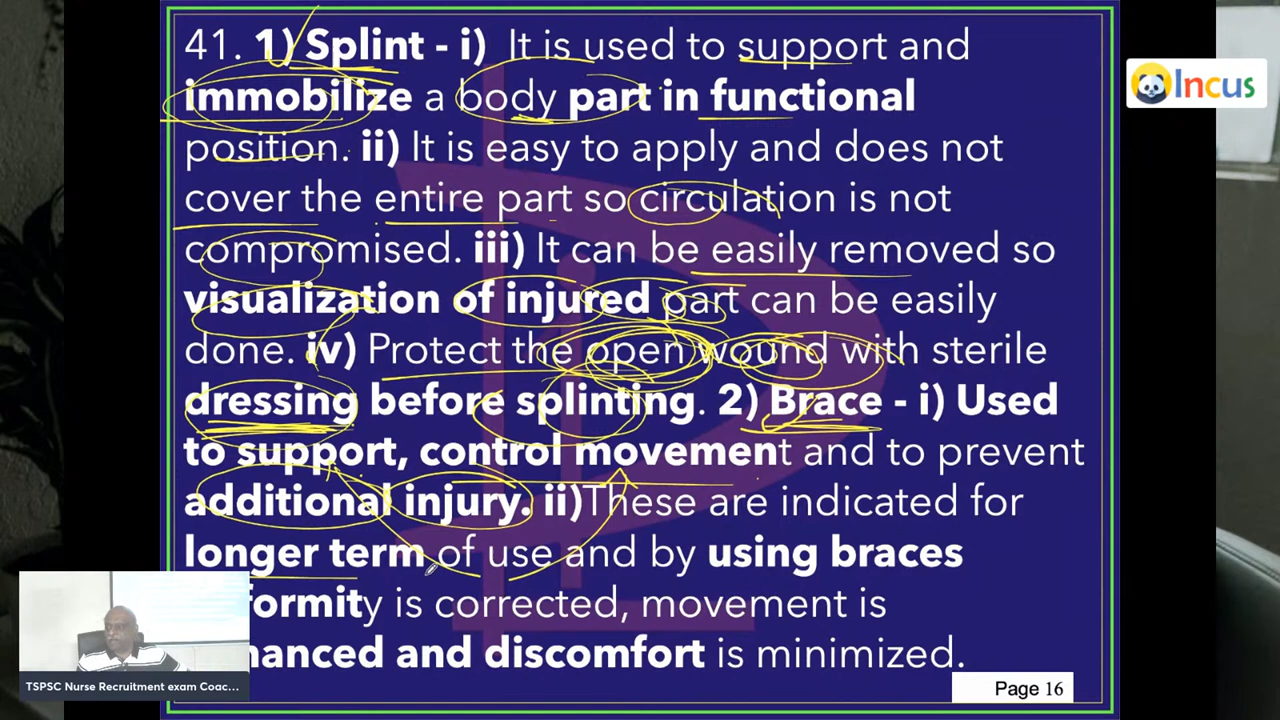 41. 1) Splint - i) It is used to support and
immobilize a body part in functional
position. ii) It is easy to apply and does not
cover the entire part so circulation is not
compromised. iii) It can be easily removed so
visualization of injured part can be easily
done. iv) Protect the open wound with sterile
dressing before splinting. 2) Brace - i) Used
to support, control movement and to prevent
additional injury. ii)These are indicated for
longer term of use and by using braces
formity is corrected, movement is
hanced and discomfort is minimized.
Page 16
Incus
TSPSC Nurse Recruitment exam Coac...